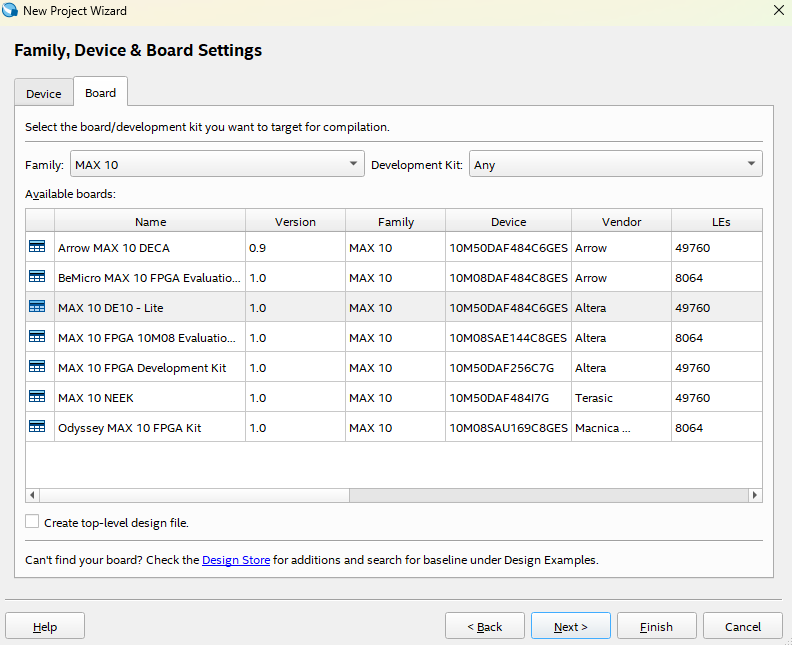 New Project Wizard
Family, Device & Board Settings
Device Board
Select the board/development kit you want to target for compilation.
Family: MAX 10 Development Kit: Any
Available boards:
Name Version Family Device Vendor LEs
Arrow MAX 10 DECA 0.9 MAX 10 10M50DAF484C6GES Arrow 49760
BeMicro MAX 10 FPGA Evaluatio... 1.0 MAX 10 10M08DAF484C8GES Arrow 8064
MAX 10 DE10 - Lite 1.0 MAX 10 10M50DAF484C6GES Altera 49760
MAX 10 FPGA 10M08 Evaluatio... 1.0 MAX 10 10M08SAE144C8GES Altera 8064
MAX 10 FPGA Development Kit 1.0 MAX 10 10M50DAF256C7G Altera 49760
MAX 10 NEEK 1.0 MAX 10 10M50DAF484I7G Terasic 49760
Odyssey MAX 10 FPGA Kit 1.0 MAX 10 10M08SAU169C8GES Macnica ... 8064
Create top-level design file.
Can't find your board? Check the Design Store for additions and search for baseline under Design Examples.
Help < Back Next > Finish Cancel